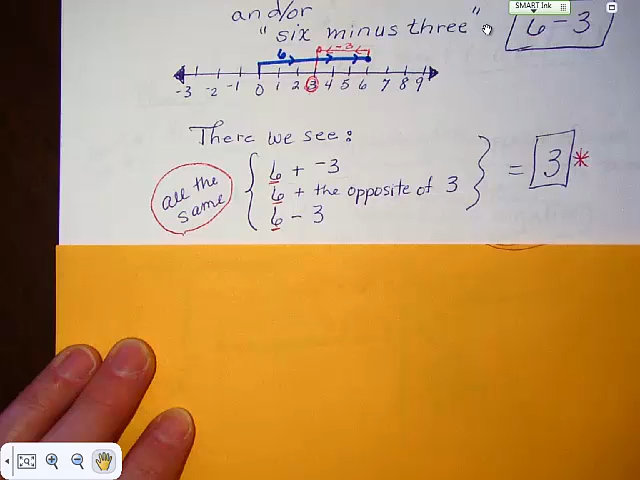 SMART Ink
and/or
"six minus three"
6 - 3
6
-3
-3 -2 -1 0 1 2 3 4 5 6 7 8 9
There we see:
all the
same
6 + ⁻3
6 + the opposite of 3
6 - 3
= 3 *